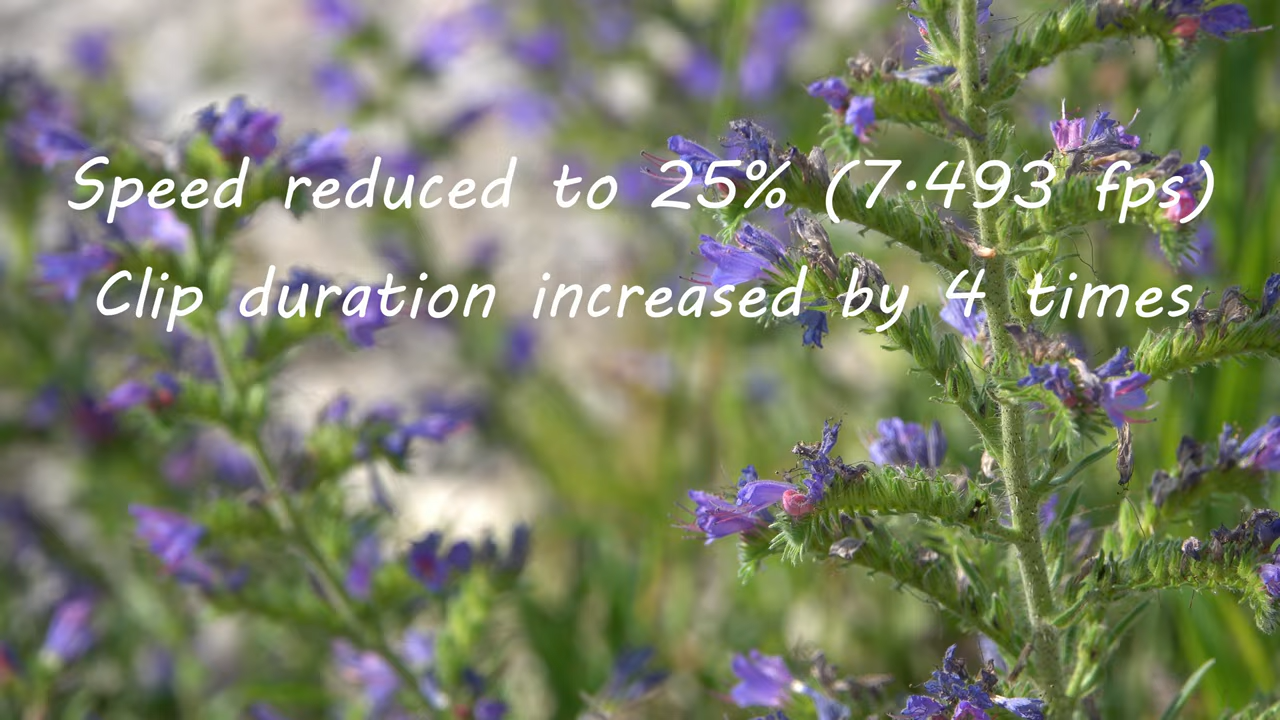 Speed reduced to 25% (7·493 fps)
Clip duration increased by 4 times